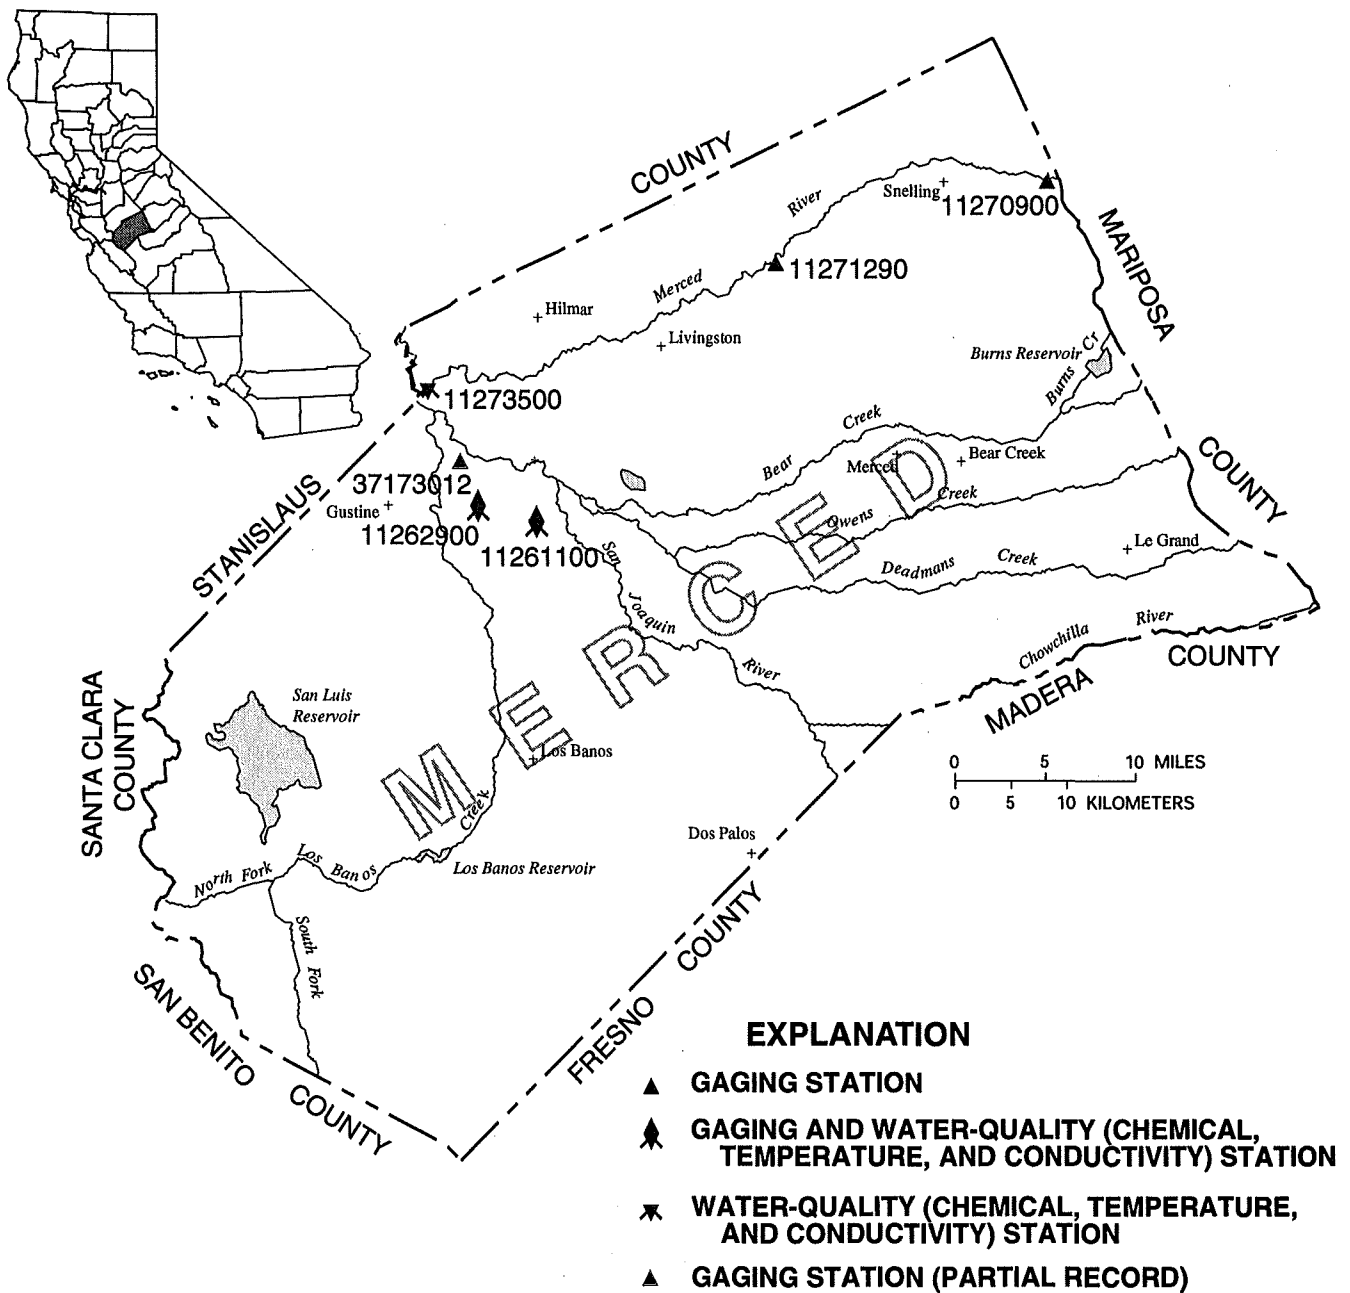 COUNTY
Snelling
11270900
River
MARIPOSA
11271290
Merced
Hilmar
Livingston
Burns Reservoir
Burns Cr
11273500
Creek
Bear
Merced
Bear Creek
COUNTY
37173012
Gustine
11262900
11261100
STANISLAUS
Owens
Creek
Le Grand
Deadmans
Creek
San
Joaquin
River
MERCED
Chowchilla
River
COUNTY
MADERA
SANTA CLARA
COUNTY
San Luis
Reservoir
Los Banos
0 5 10 MILES
0 5 10 KILOMETERS
Creek
Dos Palos
North Fork
Los Banos
Los Banos Reservoir
South Fork
COUNTY
FRESNO
SAN BENITO
COUNTY
EXPLANATION
GAGING STATION
GAGING AND WATER-QUALITY (CHEMICAL,
TEMPERATURE, AND CONDUCTIVITY) STATION
WATER-QUALITY (CHEMICAL, TEMPERATURE,
AND CONDUCTIVITY) STATION
GAGING STATION (PARTIAL RECORD)